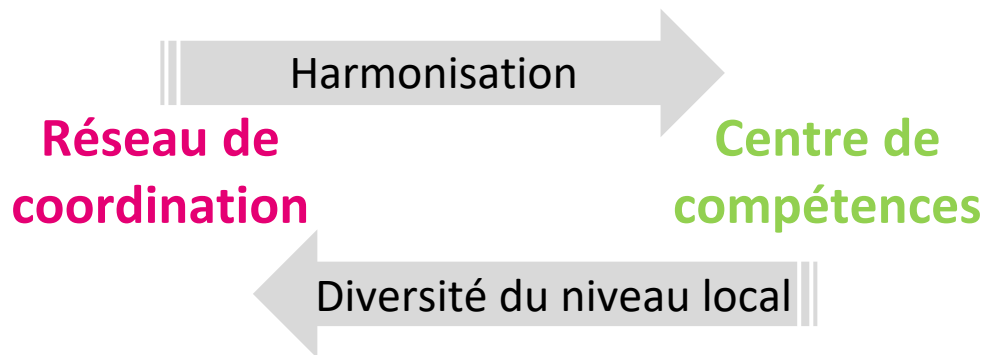 Harmonisation
Réseau de
coordination
Centre de
compétences
Diversité du niveau local